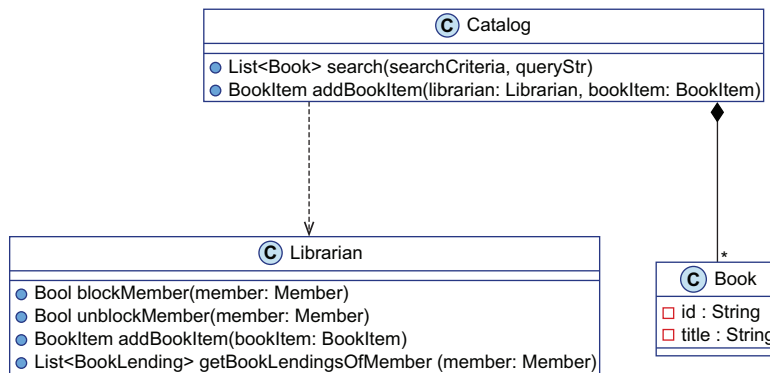 C Catalog
List<Book> search(searchCriteria, queryStr)
BookItem addBookItem(librarian: Librarian, bookItem: BookItem)
*
C Librarian
Bool blockMember(member: Member)
Bool unblockMember(member: Member)
BookItem addBookItem(bookItem: BookItem)
List<BookLending> getBookLendingsOfMember (member: Member)
C Book
id : String
title : String